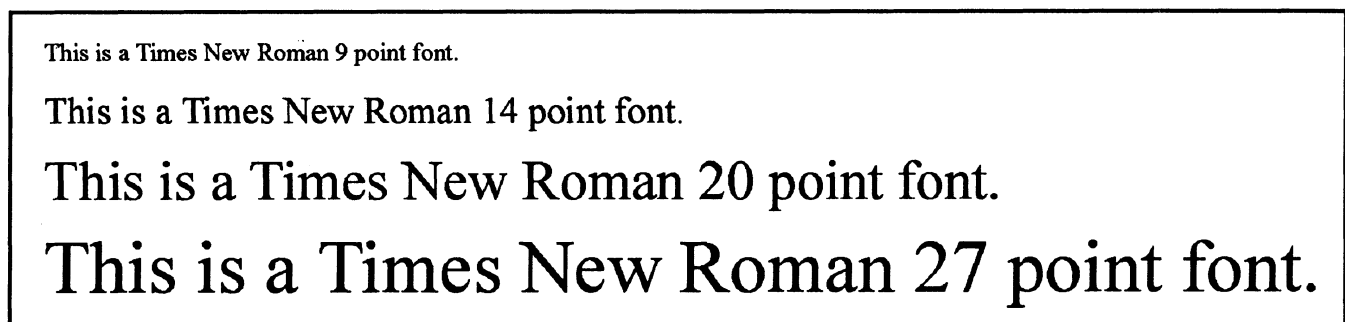 This is a Times New Roman 9 point font.
This is a Times New Roman 14 point font.
This is a Times New Roman 20 point font.
This is a Times New Roman 27 point font.